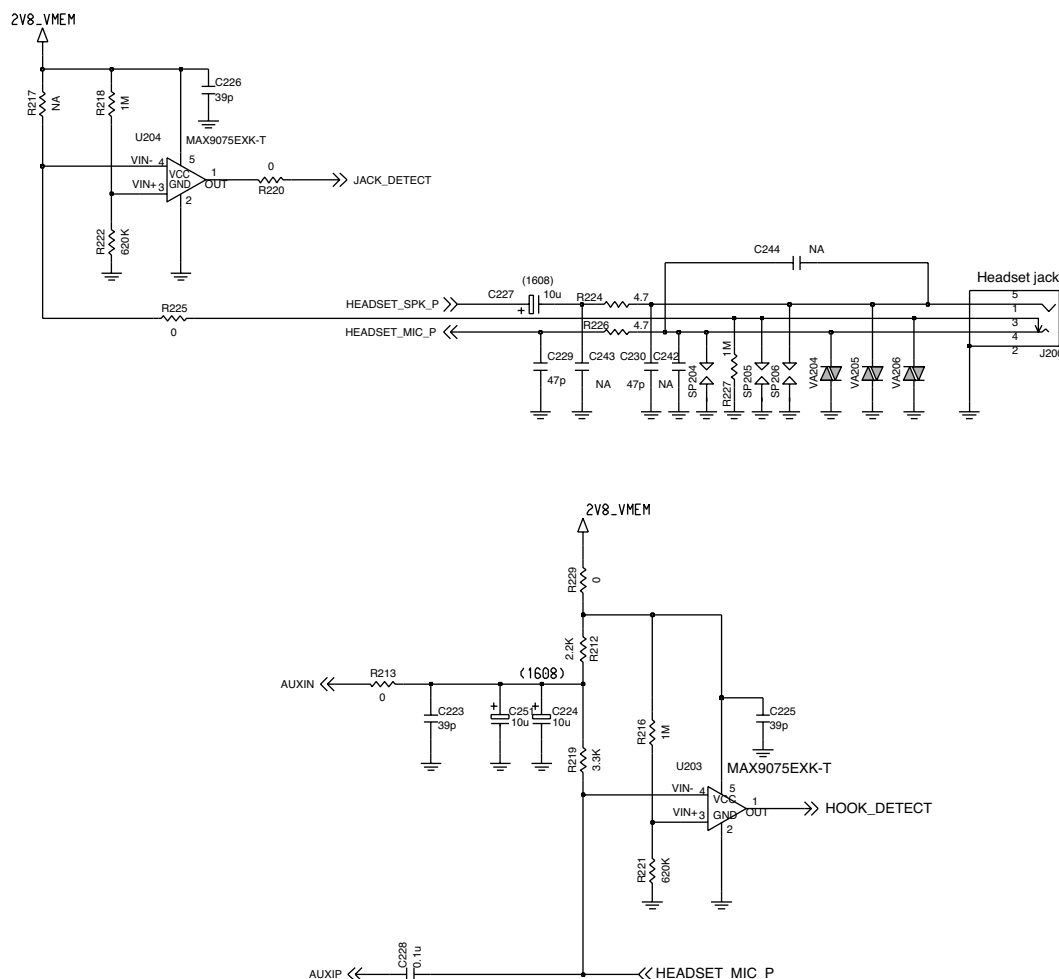 2V8_VMEM
R217
NA
R218
1M
C226
39p
U204
MAX9075EXK-T
VIN- 4
5
VCC
GND
1
OUT
VIN+ 3
2
0
R220
JACK_DETECT
R222
620K
R225
0
C244
NA
Headset jack
(1608)
C227
10u
+
HEADSET_SPK_P
R224
4.7
5
1
3
4
2
HEADSET_MIC_P
R226
4.7
C229
47p
C243
NA
C230
47p
C242
NA
SP204
R227
1M
SP205
SP206
VA204
VA205
VA206
2V8_VMEM
R229
0
2.2K
R212
AUXIN
R213
0
(1608)
C223
39p
+
C251
10u
+
C224
10u
R219
3.3K
R216
1M
C225
39p
U203
MAX9075EXK-T
VIN- 4
5
VCC
GND
1
OUT
VIN+ 3
2
HOOK_DETECT
R221
620K
C228
0.1u
AUXIP
HEADSET_MIC_P